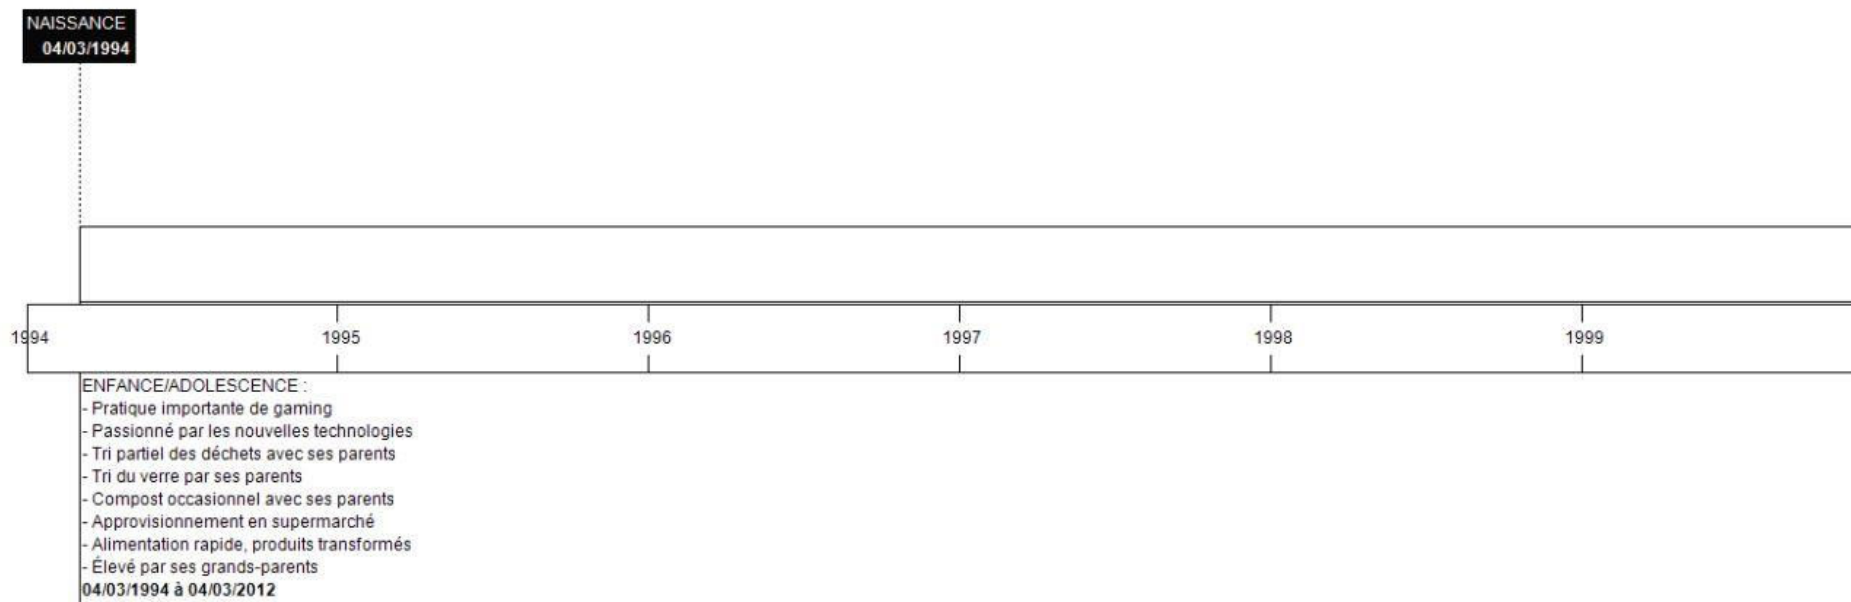 NAISSANCE
04/03/1994
1994 1995 1996 1997 1998 1999
ENFANCE/ADOLESCENCE :
- Pratique importante de gaming
- Passionné par les nouvelles technologies
- Tri partiel des déchets avec ses parents
- Tri du verre par ses parents
- Compost occasionnel avec ses parents
- Approvisionnement en supermarché
- Alimentation rapide, produits transformés
- Élevé par ses grands-parents
04/03/1994 à 04/03/2012